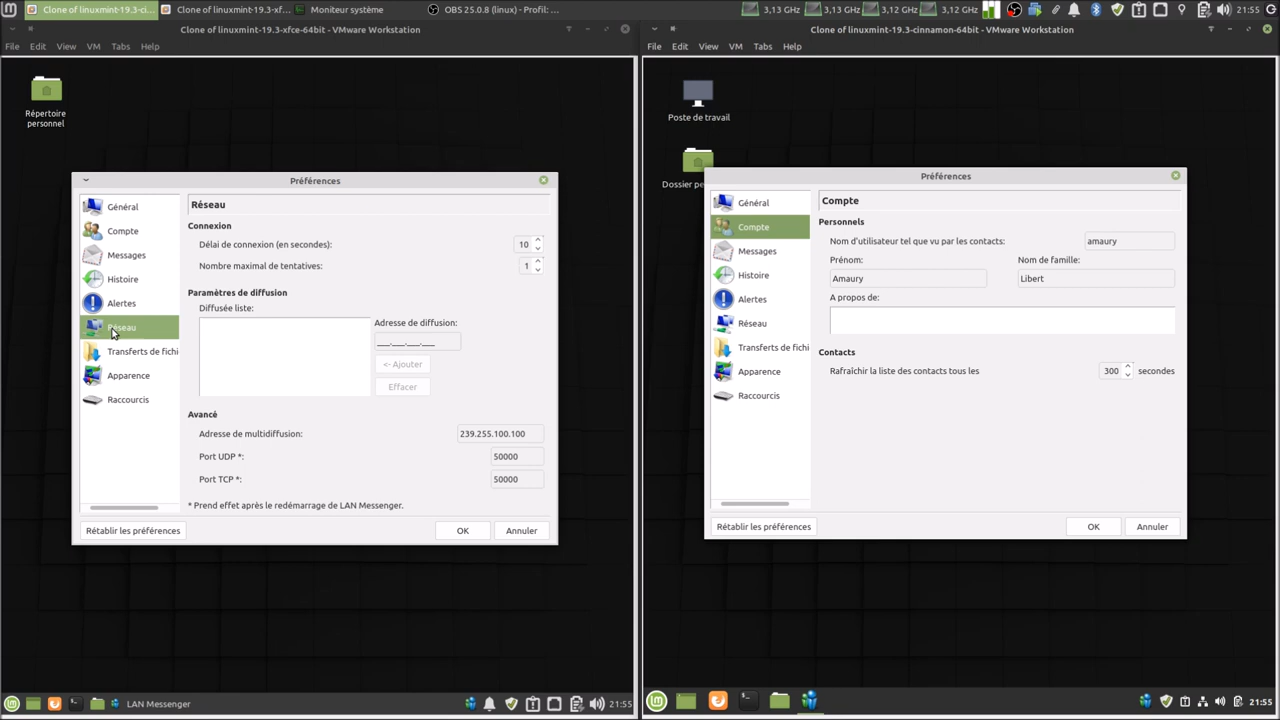 Clone of linuxmint-19.3-ci...
Clone of linuxmint-19.3-xf...
Moniteur système
OBS 25.0.8 (linux) - Profil: ...
3,13 GHz
3,13 GHz
3,12 GHz
3,12 GHz
21:55
Clone of linuxmint-19.3-xfce-64bit - VMware Workstation
File Edit View VM Tabs Help
Répertoire
personnel
Préférences
Général
Compte
Messages
Histoire
Alertes
Réseau
Transferts de fichi
Apparence
Raccourcis
Réseau
Connexion
Délai de connexion (en secondes):
10
Nombre maximal de tentatives:
1
Paramètres de diffusion
Diffusée liste:
Adresse de diffusion:
___.___.___.___
<- Ajouter
Effacer
Avancé
Adresse de multidiffusion:
239.255.100.100
Port UDP *:
50000
Port TCP *:
50000
* Prend effet après le redémarrage de LAN Messenger.
Rétablir les préférences
OK
Annuler
LAN Messenger
21:55
Clone of linuxmint-19.3-cinnamon-64bit - VMware Workstation
File Edit View VM Tabs Help
Poste de travail
Dossier pe
Préférences
Général
Compte
Messages
Histoire
Alertes
Réseau
Transferts de fichi
Apparence
Raccourcis
Compte
Personnels
Nom d'utilisateur tel que vu par les contacts:
amaury
Prénom:
Nom de famille:
Amaury
Libert
A propos de:
Contacts
Rafraîchir la liste des contacts tous les
300
secondes
Rétablir les préférences
OK
Annuler
21:55